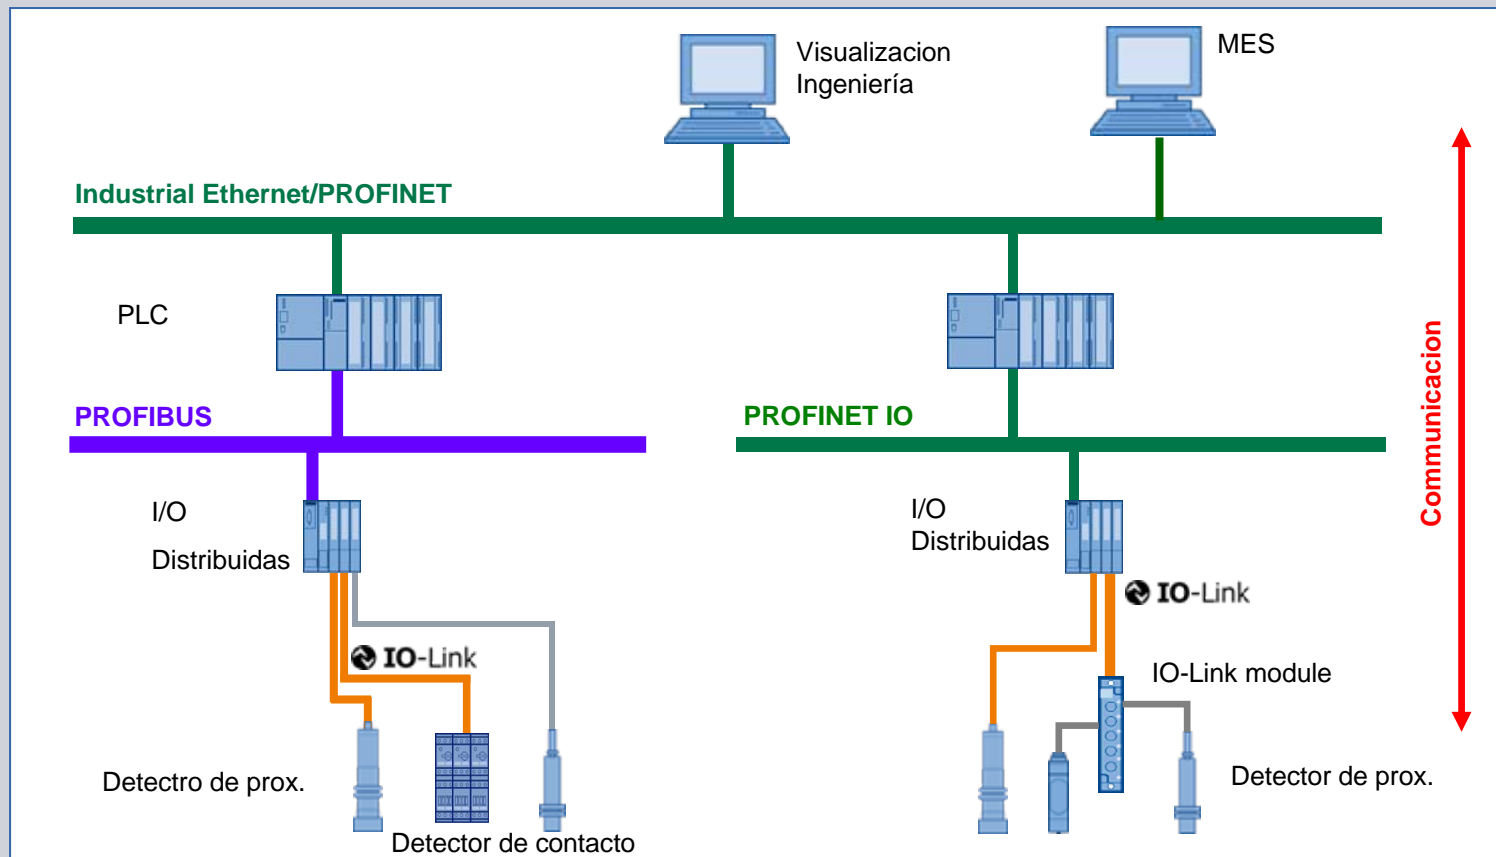 Visualizacion
Ingeniería
MES
Industrial Ethernet/PROFINET
PLC
PROFIBUS
PROFINET IO
Communicacion
I/O
Distribuidas
I/O
Distribuidas
IO-Link
IO-Link
IO-Link module
Detectro de prox.
Detector de prox.
Detector de contacto